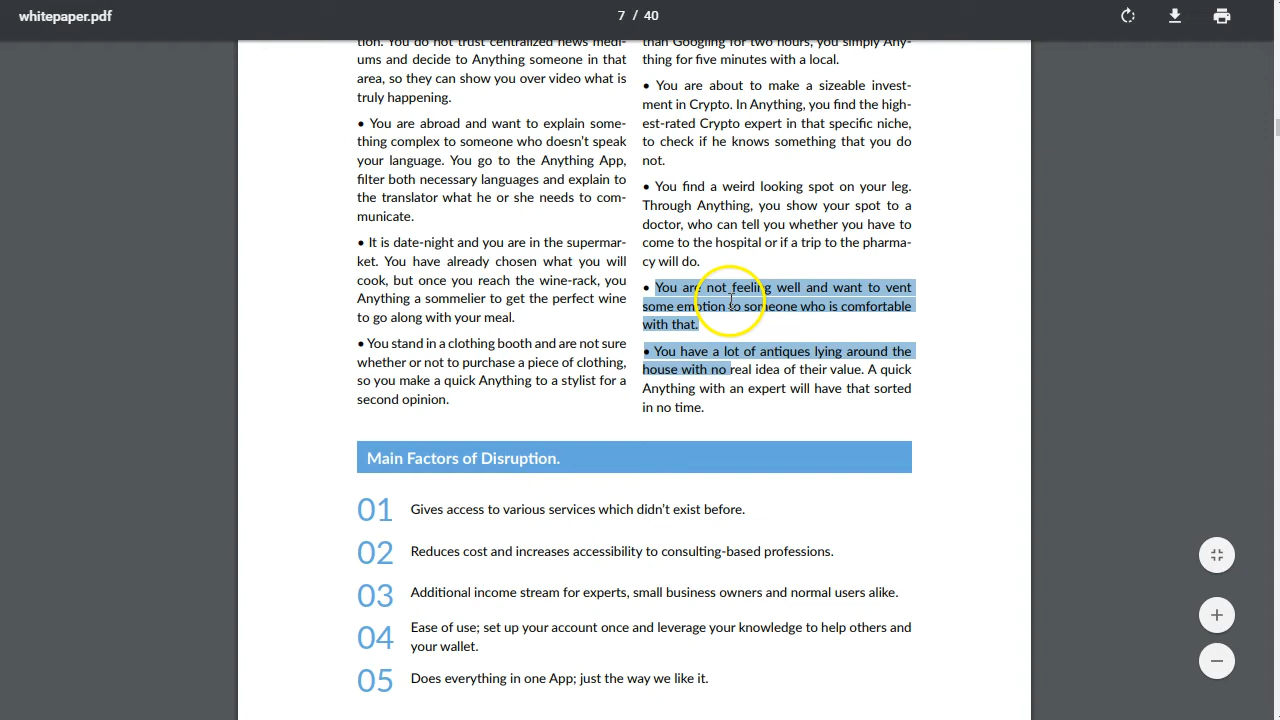 whitepaper.pdf
7 / 40
tion. You do not trust centralized news medi-
ums and decide to Anything someone in that
area, so they can show you over video what is
truly happening.
• You are abroad and want to explain some-
thing complex to someone who doesn't speak
your language. You go to the Anything App,
filter both necessary languages and explain to
the translator what he or she needs to com-
municate.
• It is date-night and you are in the supermar-
ket. You have already chosen what you will
cook, but once you reach the wine-rack, you
Anything a sommelier to get the perfect wine
to go along with your meal.
• You stand in a clothing booth and are not sure
whether or not to purchase a piece of clothing,
so you make a quick Anything to a stylist for a
second opinion.
than Googling for two hours, you simply Any-
thing for five minutes with a local.
• You are about to make a sizeable invest-
ment in Crypto. In Anything, you find the high-
est-rated Crypto expert in that specific niche,
to check if he knows something that you do
not.
• You find a weird looking spot on your leg.
Through Anything, you show your spot to a
doctor, who can tell you whether you have to
come to the hospital or if a trip to the pharma-
cy will do.
• You are not feeling well and want to vent
some emotion to someone who is comfortable
with that.
• You have a lot of antiques lying around the
house with no real idea of their value. A quick
Anything with an expert will have that sorted
in no time.
Main Factors of Disruption.
01 Gives access to various services which didn't exist before.
02 Reduces cost and increases accessibility to consulting-based professions.
03 Additional income stream for experts, small business owners and normal users alike.
04 Ease of use; set up your account once and leverage your knowledge to help others and
your wallet.
05 Does everything in one App; just the way we like it.